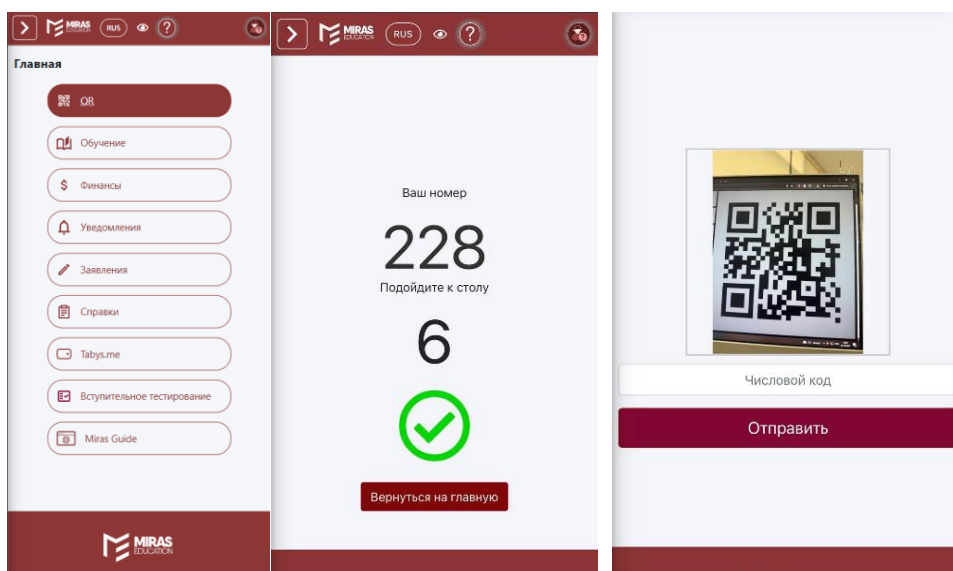 MIRAS
EDUCATION
RUS
?
Главная
QR
Обучение
$ Финансы
Уведомления
Заявления
Справки
Tabys.me
Вступительное тестирование
Miras Guide
MIRAS
EDUCATION
MIRAS
EDUCATION
RUS
?
Ваш номер
228
Подойдите к столу
6
Вернуться на главную
Числовой код
Отправить